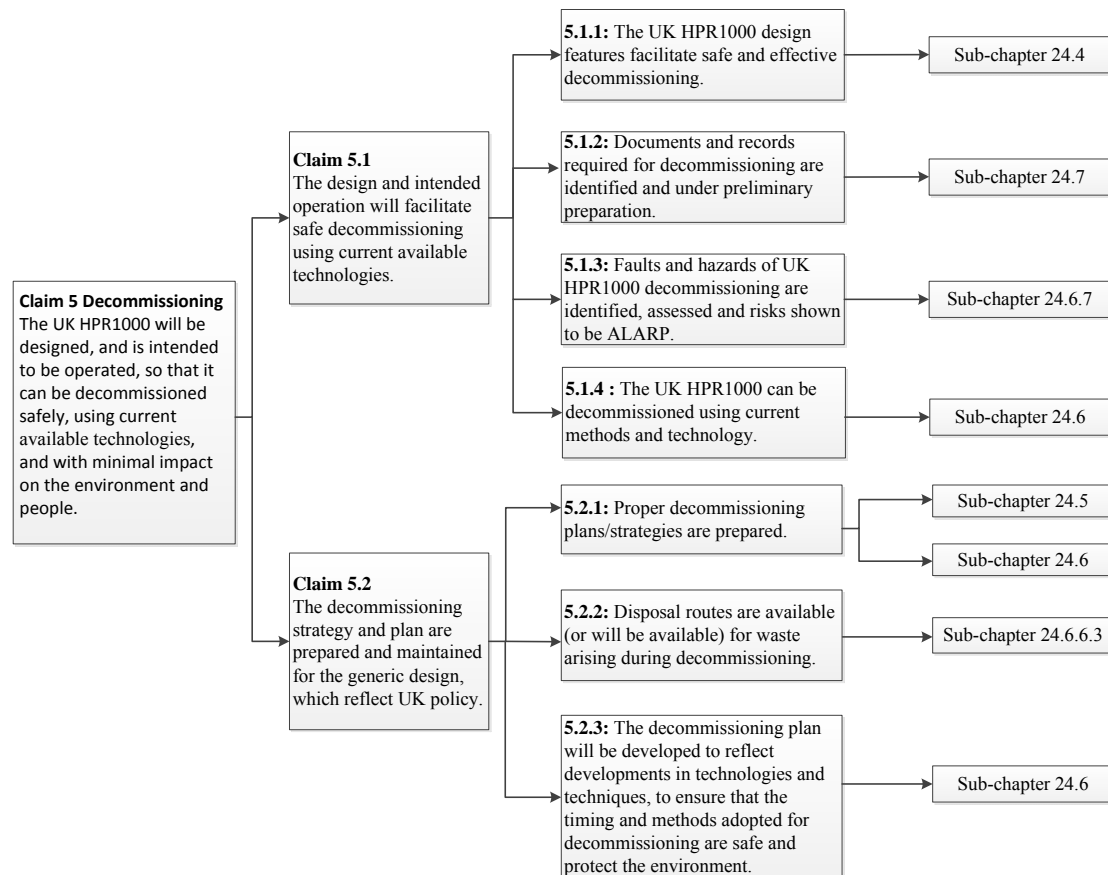 Claim 5 Decommissioning
The UK HPR1000 will be
designed, and is intended
to be operated, so that it
can be decommissioned
safely, using current
available technologies,
and with minimal impact
on the environment and
people.
Claim 5.1
The design and intended
operation will facilitate
safe decommissioning
using current available
technologies.
5.1.1: The UK HPR1000 design
features facilitate safe and effective
decommissioning.
Sub-chapter 24.4
5.1.2: Documents and records
required for decommissioning are
identified and under preliminary
preparation.
Sub-chapter 24.7
5.1.3: Faults and hazards of UK
HPR1000 decommissioning are
identified, assessed and risks shown
to be ALARP.
Sub-chapter 24.6.7
5.1.4 : The UK HPR1000 can be
decommissioned using current
methods and technology.
Sub-chapter 24.6
Claim 5.2
The decommissioning
strategy and plan are
prepared and maintained
for the generic design,
which reflect UK policy.
5.2.1: Proper decommissioning
plans/strategies are prepared.
Sub-chapter 24.5
Sub-chapter 24.6
5.2.2: Disposal routes are available
(or will be available) for waste
arising during decommissioning.
Sub-chapter 24.6.6.3
5.2.3: The decommissioning plan
will be developed to reflect
developments in technologies and
techniques, to ensure that the
timing and methods adopted for
decommissioning are safe and
protect the environment.
Sub-chapter 24.6